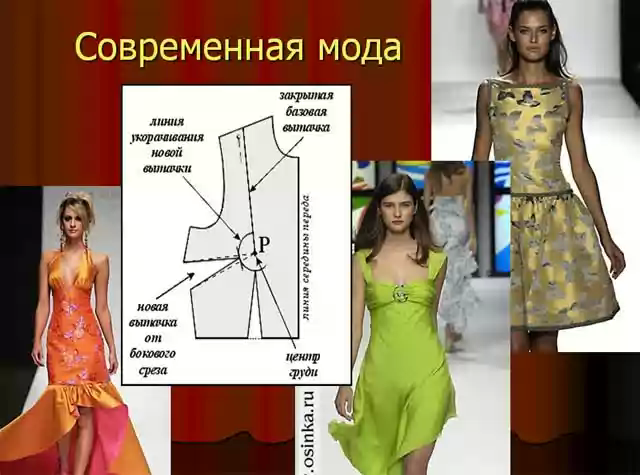 Современная мода
закрытая
базовая
вытачка
линия
укорачивания
новой
вытачки
Р
линия середины переда
новая
вытачка
от
бокового
среза
центр
груди
.osinka.ru